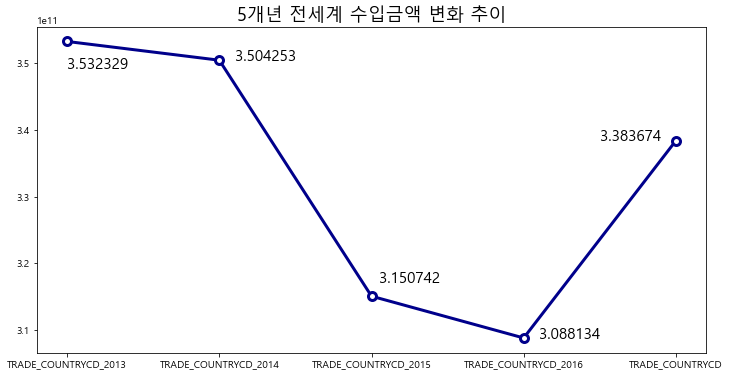 5개년 전세계 수입금액 변화 추이
1e11
3.5
3.4
3.3
3.2
3.1
3.532329
3.504253
3.150742
3.088134
3.383674
TRADE_COUNTRYCD_2013
TRADE_COUNTRYCD_2014
TRADE_COUNTRYCD_2015
TRADE_COUNTRYCD_2016
TRADE_COUNTRYCD